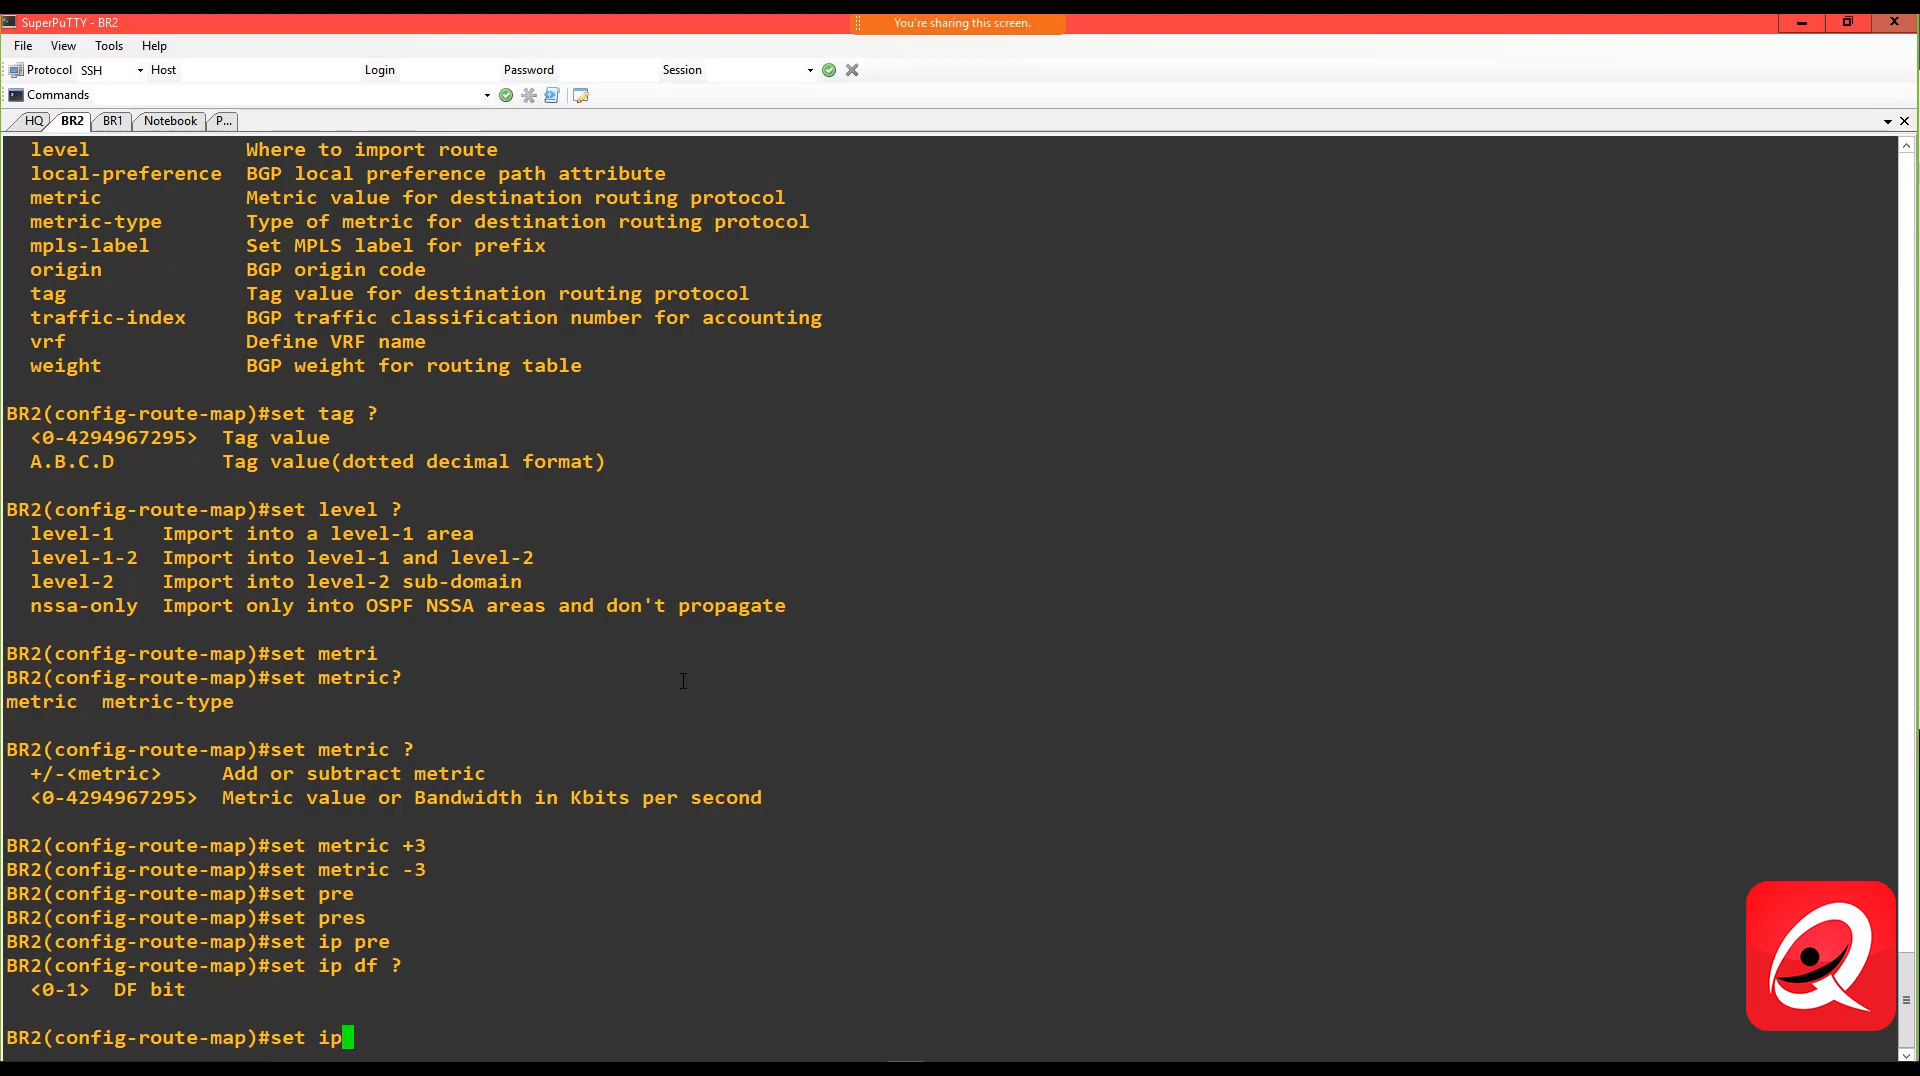 SuperPuTTY - BR2
You're sharing this screen.
File View Tools Help
Protocol SSH Host Login Password Session
Commands
HQ BR2 BR1 Notebook P...
level Where to import route
local-preference BGP local preference path attribute
metric Metric value for destination routing protocol
metric-type Type of metric for destination routing protocol
mpls-label Set MPLS label for prefix
origin BGP origin code
tag Tag value for destination routing protocol
traffic-index BGP traffic classification number for accounting
vrf Define VRF name
weight BGP weight for routing table
BR2(config-route-map)#set tag ?
<0-4294967295> Tag value
A.B.C.D Tag value(dotted decimal format)
BR2(config-route-map)#set level ?
level-1 Import into a level-1 area
level-1-2 Import into level-1 and level-2
level-2 Import into level-2 sub-domain
nssa-only Import only into OSPF NSSA areas and don't propagate
BR2(config-route-map)#set metri
BR2(config-route-map)#set metric?
metric metric-type
BR2(config-route-map)#set metric ?
+/-<metric> Add or subtract metric
<0-4294967295> Metric value or Bandwidth in Kbits per second
BR2(config-route-map)#set metric +3
BR2(config-route-map)#set metric -3
BR2(config-route-map)#set pre
BR2(config-route-map)#set pres
BR2(config-route-map)#set ip pre
BR2(config-route-map)#set ip df ?
<0-1> DF bit
BR2(config-route-map)#set ip